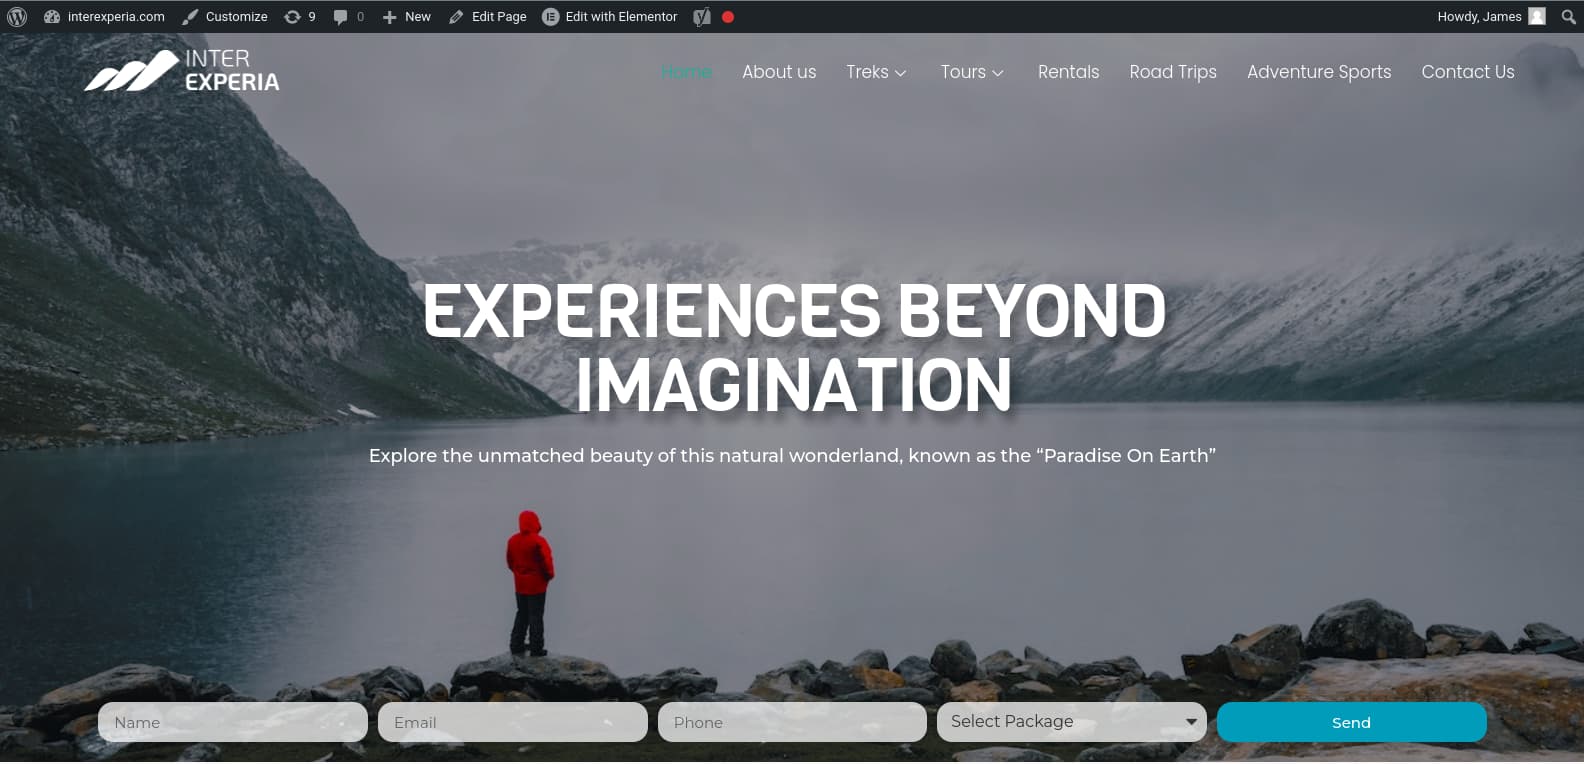 interexperia.com Customize 9 0 New Edit Page Edit with Elementor Howdy, James
INTER
EXPERIA
Home About us Treks Tours Rentals Road Trips Adventure Sports Contact Us
EXPERIENCES BEYOND
IMAGINATION
Explore the unmatched beauty of this natural wonderland, known as the “Paradise On Earth”
Name Email Phone Select Package Send